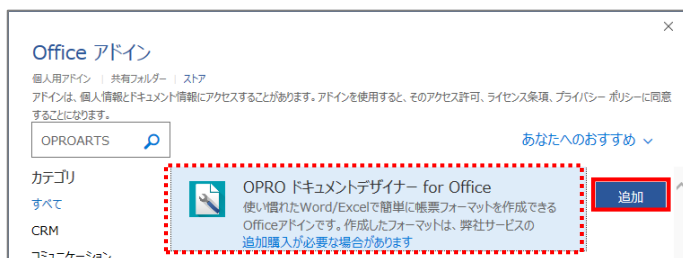 ×
Office アドイン
個人用アドイン | 共有フォルダー | ストア
アドインは、個人情報とドキュメント情報にアクセスすることがあります。アドインを使用すると、そのアクセス許可、ライセンス条項、プライバシー ポリシーに同意
することになります。
OPROARTS
あなたへのおすすめ
カテゴリ
すべて
CRM
コミュニケーション
OPRO ドキュメントデザイナー for Office
使い慣れたWord/Excelで簡単に帳票フォーマットを作成できる
Officeアドインです。作成したフォーマットは、弊社サービスの
追加購入が必要な場合があります
追加